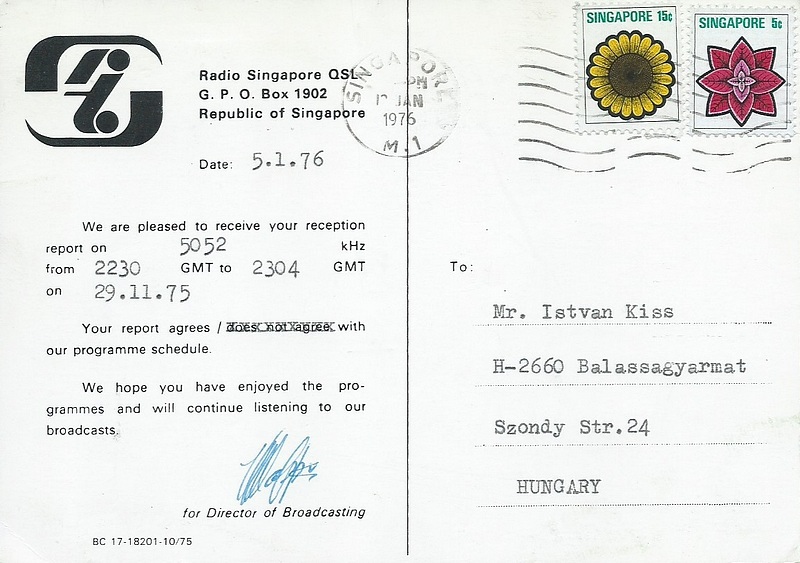 Radio Singapore QSL
G. P. O. Box 1902
Republic of Singapore
Date: 5.1.76
We are pleased to receive your reception
report on 5052 kHz
from 2230 GMT to 2304 GMT
on 29.11.75
Your report agrees / does not agree with
our programme schedule.
We hope you have enjoyed the pro-
grammes and will continue listening to our
broadcasts.
for Director of Broadcasting
BC 17-18201-10/75
SINGAPORE
PM
JAN
1976
M.1
SINGAPORE 15¢
SINGAPORE 5¢
To:
Mr. Istvan Kiss
H-2660 Balassagyarmat
Szondy Str.24
HUNGARY